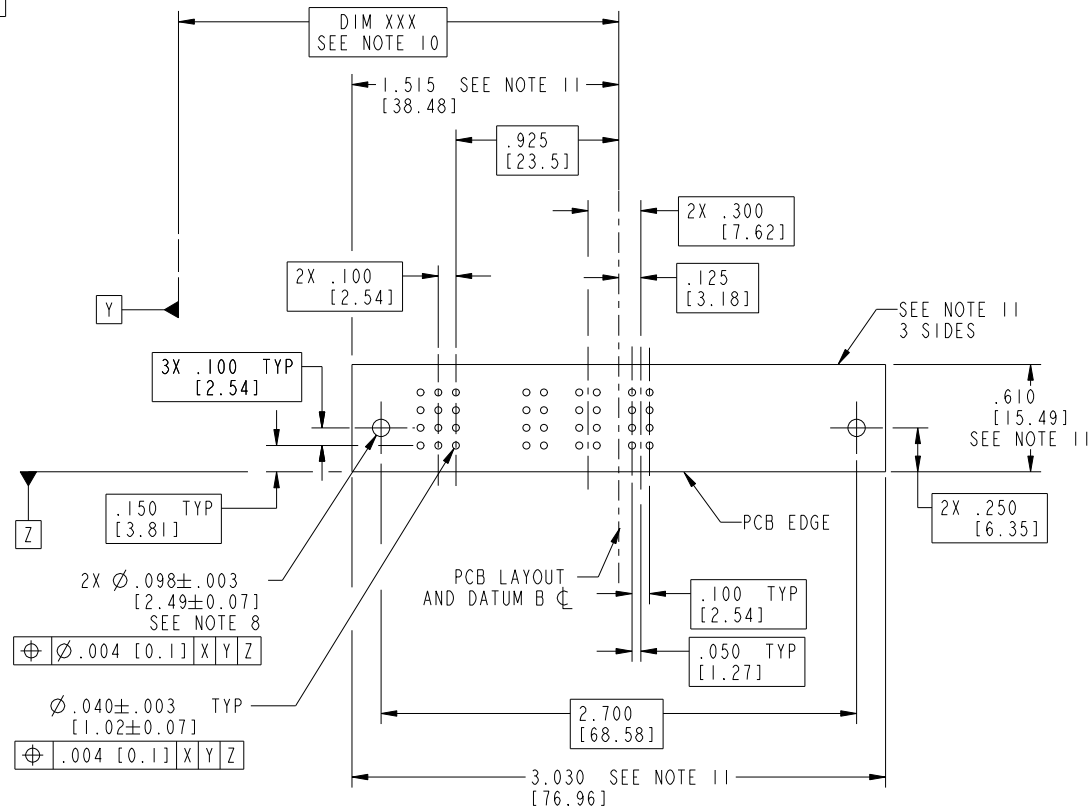 DIM XXX
SEE NOTE 10
1.515 SEE NOTE 11
[38.48]
.925
[23.5]
2X .300
[7.62]
2X .100
[2.54]
.125
[3.18]
Y
SEE NOTE 11
3 SIDES
3X .100 TYP
[2.54]
.610
[15.49]
SEE NOTE 11
.150 TYP
[3.81]
Z
PCB EDGE
2X .250
[6.35]
2X Ø.098±.003
[2.49±0.07]
SEE NOTE 8
⌖ Ø.004 [0.1] X Y Z
PCB LAYOUT
AND DATUM B ℄
.100 TYP
[2.54]
.050 TYP
[1.27]
Ø.040±.003 TYP
[1.02±0.07]
⌖ .004 [0.1] X Y Z
2.700
[68.58]
3.030 SEE NOTE 11
[76.96]